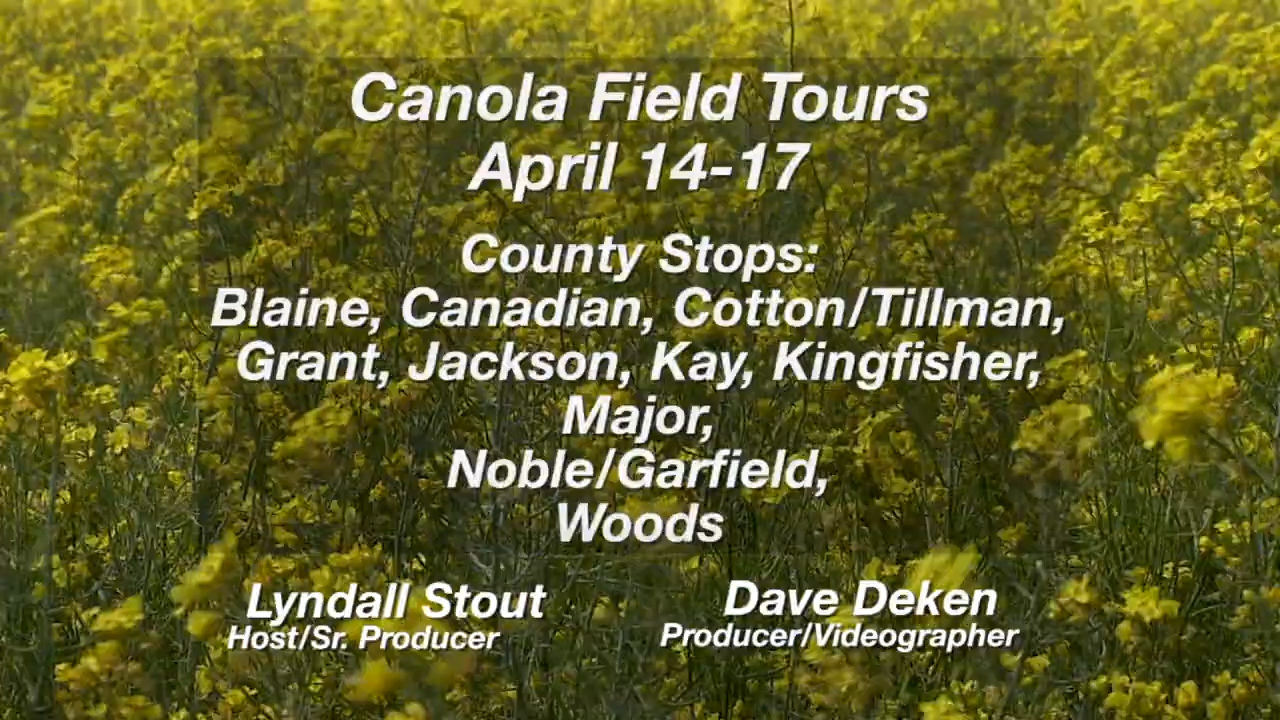 Canola Field Tours
April 14-17
County Stops:
Blaine, Canadian, Cotton/Tillman,
Grant, Jackson, Kay, Kingfisher,
Major,
Noble/Garfield,
Woods
Lyndall Stout
Host/Sr. Producer
Dave Deken
Producer/Videographer